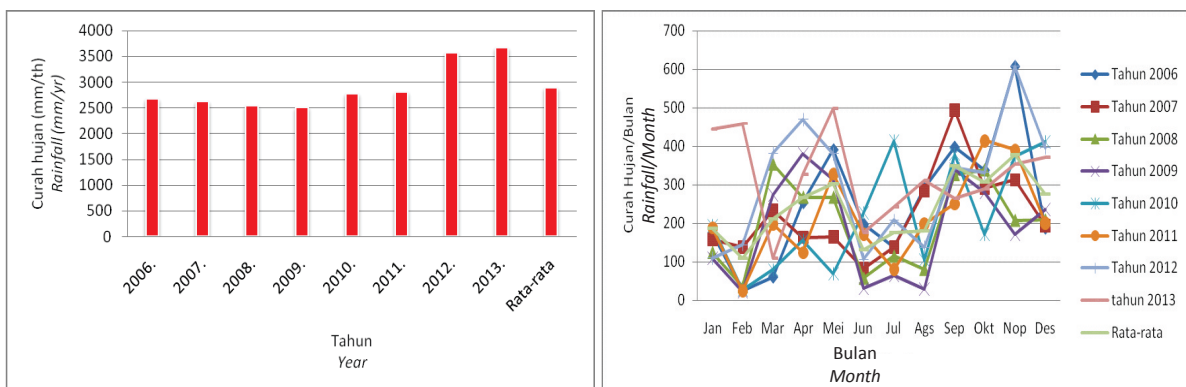 Curah hujan (mm/th)
Rainfall (mm/yr)
4000
3500
3000
2500
2000
1500
1000
500
0
2006.
2007.
2008.
2009.
2010.
2011.
2012.
2013.
Rata-rata
Tahun
Year
Curah Hujan/Bulan
Rainfall/Month
700
600
500
400
300
200
100
0
Jan Feb Mar Apr Mei Jun Jul Ags Sep Okt Nop Des
Bulan
Month
Tahun 2006
Tahun 2007
Tahun 2008
Tahun 2009
Tahun 2010
Tahun 2011
Tahun 2012
tahun 2013
Rata-rata